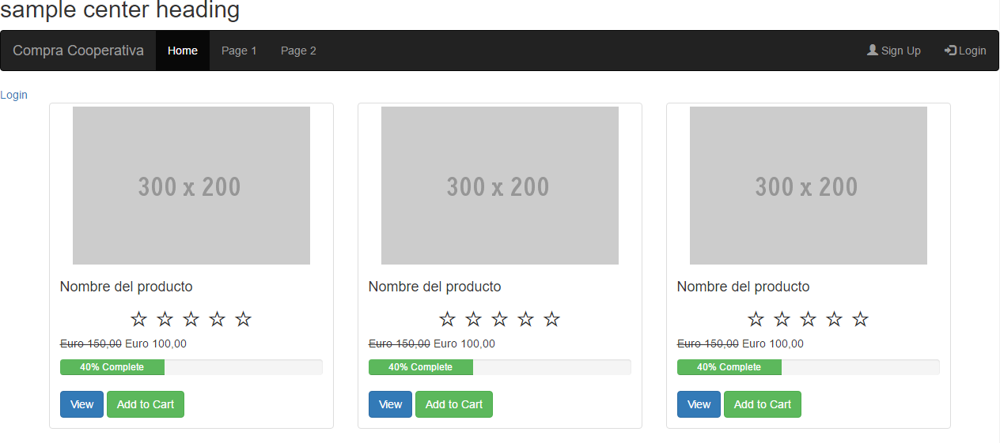 sample center heading
Compra Cooperativa Home Page 1 Page 2 Sign Up Login
Login
300 x 200 300 x 200 300 x 200
Nombre del producto Nombre del producto Nombre del producto
Euro 150,00 Euro 100,00 Euro 150,00 Euro 100,00 Euro 150,00 Euro 100,00
40% Complete 40% Complete 40% Complete
View Add to Cart View Add to Cart View Add to Cart